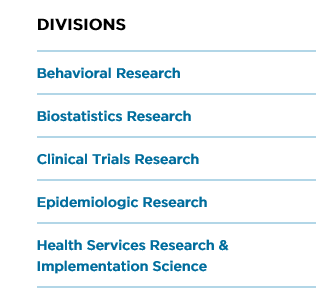 DIVISIONS
Behavioral Research
Biostatistics Research
Clinical Trials Research
Epidemiologic Research
Health Services Research &
Implementation Science